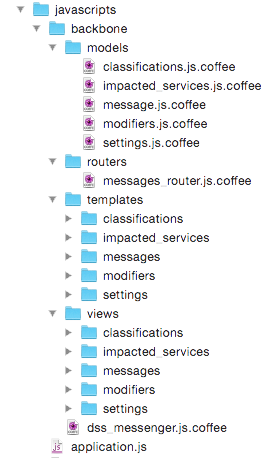 javascripts
backbone
models
classifications.js.coffee
impacted_services.js.coffee
message.js.coffee
modifiers.js.coffee
settings.js.coffee
routers
messages_router.js.coffee
templates
classifications
impacted_services
messages
modifiers
settings
views
classifications
impacted_services
messages
modifiers
settings
dss_messenger.js.coffee
application.js